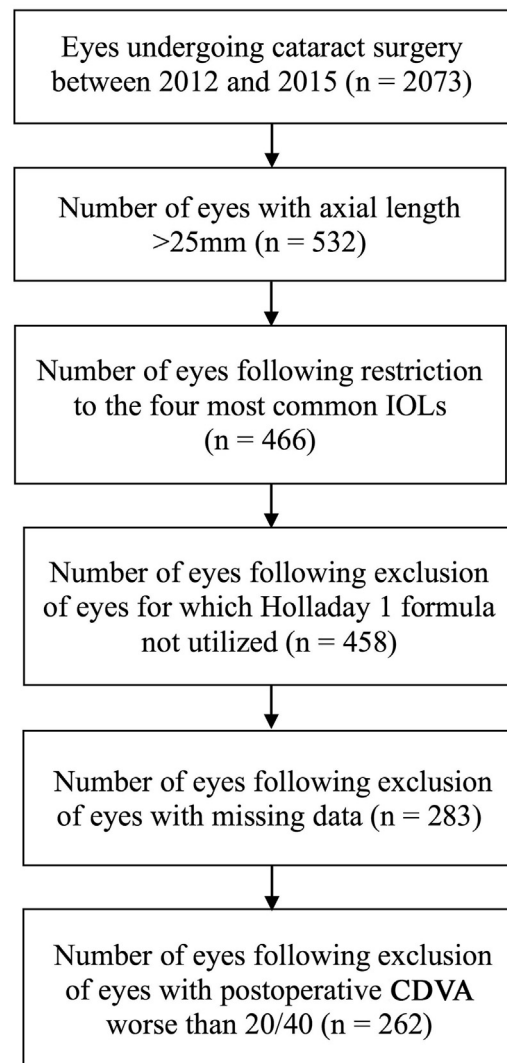 Eyes undergoing cataract surgery
between 2012 and 2015 (n = 2073)
Number of eyes with axial length
>25mm (n = 532)
Number of eyes following restriction
to the four most common IOLs
(n = 466)
Number of eyes following exclusion
of eyes for which Holladay 1 formula
not utilized (n = 458)
Number of eyes following exclusion
of eyes with missing data (n = 283)
Number of eyes following exclusion
of eyes with postoperative CDVA
worse than 20/40 (n = 262)